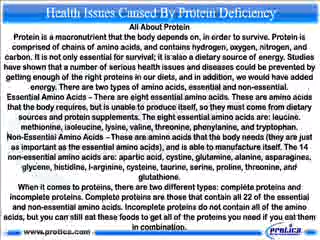 Health Issues Caused By Protein Deficiency
All About Protein
Protein is a macronutrient that the body depends on, in order to survive. Protein is
comprised of chains of amino acids, and contains hydrogen, oxygen, nitrogen, and
carbon. It is not only essential for survival; it is also a dietary source of energy. Studies
have shown that a number of serious health issues and diseases could be prevented by
getting enough of the right proteins in our diets, and in addition, we would have added
energy. There are two types of amino acids, essential and non-essential.
Essential Amino Acids - There are eight essential amino acids. These are amino acids
that the body requires, but is unable to produce itself, so they must come from dietary
sources and protein supplements. The eight essential amino acids are: leucine.
methionine, isoleucine, lysine, valine, threonine, phenylanine, and tryptophan.
Non-Essential Amino Acids - These are amino acids that the body needs (they are just
as important as the essential amino acids), and is able to manufacture itself. The 14
non-essential amino acids are: apartic acid, cystine, glutamine, alanine, asparagines,
glycene, histidine, l-arginine, cysteine, taurine, serine, proline, threonine, and
glutathione.
When it comes to proteins, there are two different types: complete proteins and
incomplete proteins. Complete proteins are those that contain all 22 of the essential
and non-essential amino acids. Incomplete proteins do not contain all of the amino
acids, but you can still eat these foods to get all of the proteins you need if you eat them
in combination.
www.protica.com
protica